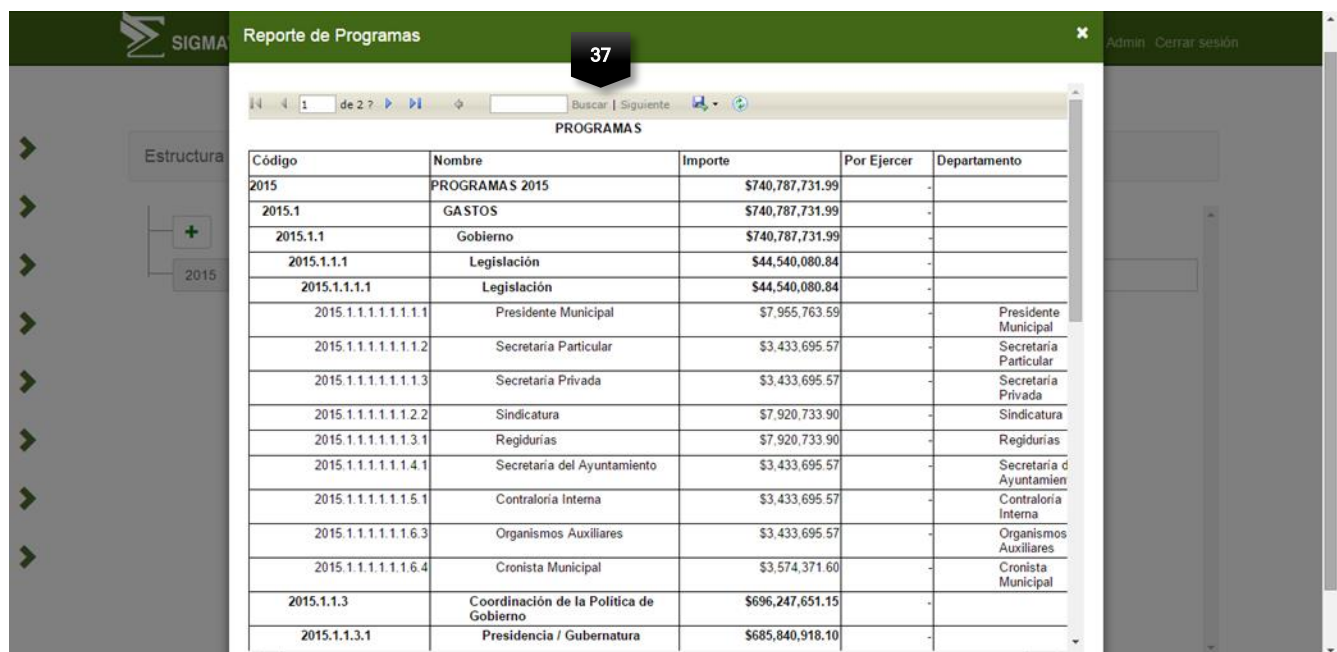 SIGMA
Reporte de Programas
Admin Cerrar sesión
37
1 de 2 ? Buscar | Siguiente
PROGRAMAS
Estructura
Código Nombre Importe Por Ejercer Departamento
2015 PROGRAMAS 2015 $740,787,731.99 -
2015.1 GASTOS $740,787,731.99 -
2015.1.1 Gobierno $740,787,731.99 -
2015.1.1.1 Legislación $44,540,080.84 -
2015.1.1.1.1 Legislación $44,540,080.84 -
2015.1.1.1.1.1.1.1 Presidente Municipal $7,955,763.59 - Presidente
Municipal
2015.1.1.1.1.1.1.2 Secretaría Particular $3,433,695.57 - Secretaría
Particular
2015.1.1.1.1.1.1.3 Secretaría Privada $3,433,695.57 - Secretaría
Privada
2015.1.1.1.1.1.2.2 Sindicatura $7,920,733.90 - Sindicatura
2015.1.1.1.1.1.3.1 Regidurías $7,920,733.90 - Regidurías
2015.1.1.1.1.1.4.1 Secretaría del Ayuntamiento $3,433,695.57 - Secretaría d
Ayuntamien
2015.1.1.1.1.1.5.1 Contraloría Interna $3,433,695.57 - Contraloría
Interna
2015.1.1.1.1.1.6.3 Organismos Auxiliares $3,433,695.57 - Organismos
Auxiliares
2015.1.1.1.1.1.6.4 Cronista Municipal $3,574,371.60 - Cronista
Municipal
2015.1.1.3 Coordinación de la Política de $696,247,651.15 -
Gobierno
2015.1.1.3.1 Presidencia / Gubernatura $685,840,918.10 -
2015